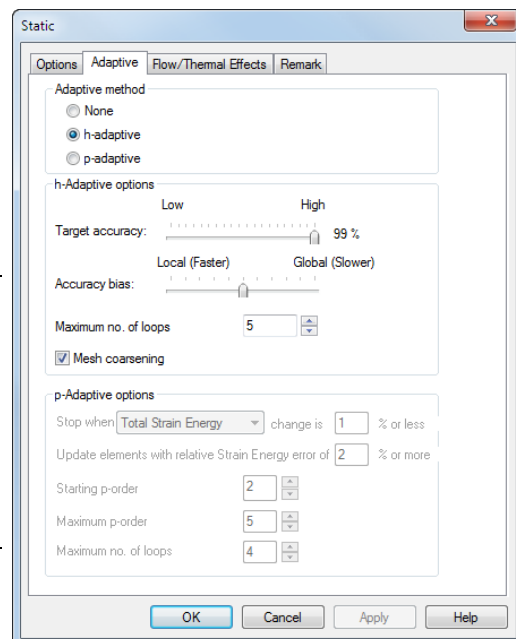 Static
Options Adaptive Flow/Thermal Effects Remark
Adaptive method
None
h-adaptive
p-adaptive
h-Adaptive options
Low High
Target accuracy: 99 %
Local (Faster) Global (Slower)
Accuracy bias:
Maximum no. of loops 5
Mesh coarsening
p-Adaptive options
Stop when Total Strain Energy change is 1 % or less
Update elements with relative Strain Energy error of 2 % or more
Starting p-order 2
Maximum p-order 5
Maximum no. of loops 4
OK Cancel Apply Help